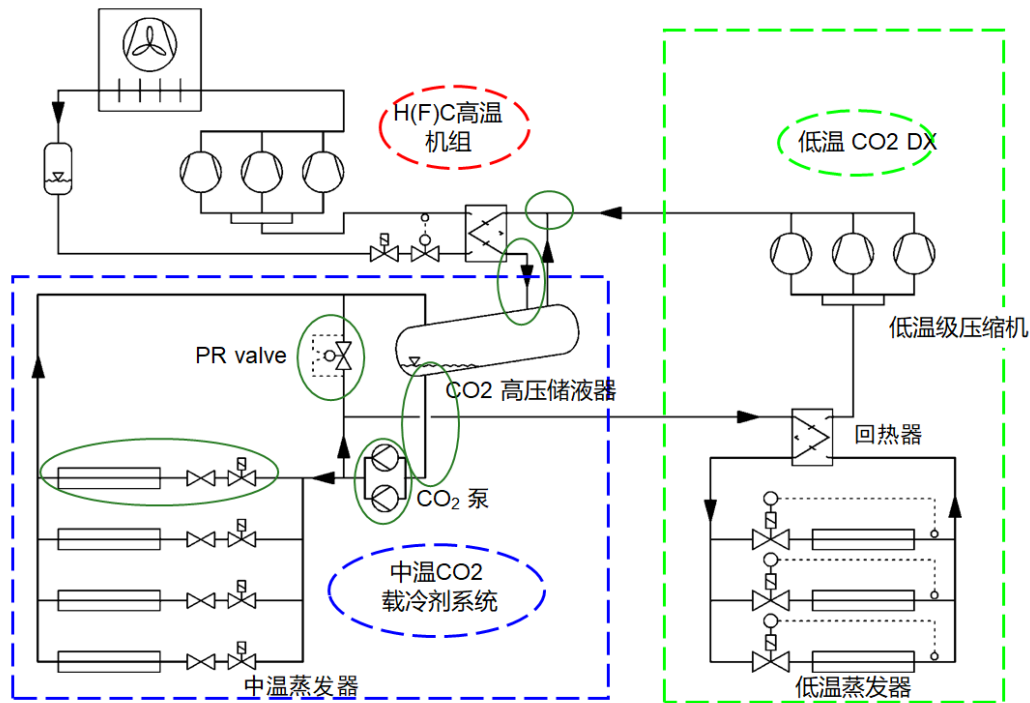 H(F)C高温
机组
低温 CO2 DX
低温级压缩机
PR valve
CO2 高压储液器
回热器
CO₂ 泵
中温CO2
载冷剂系统
中温蒸发器
低温蒸发器